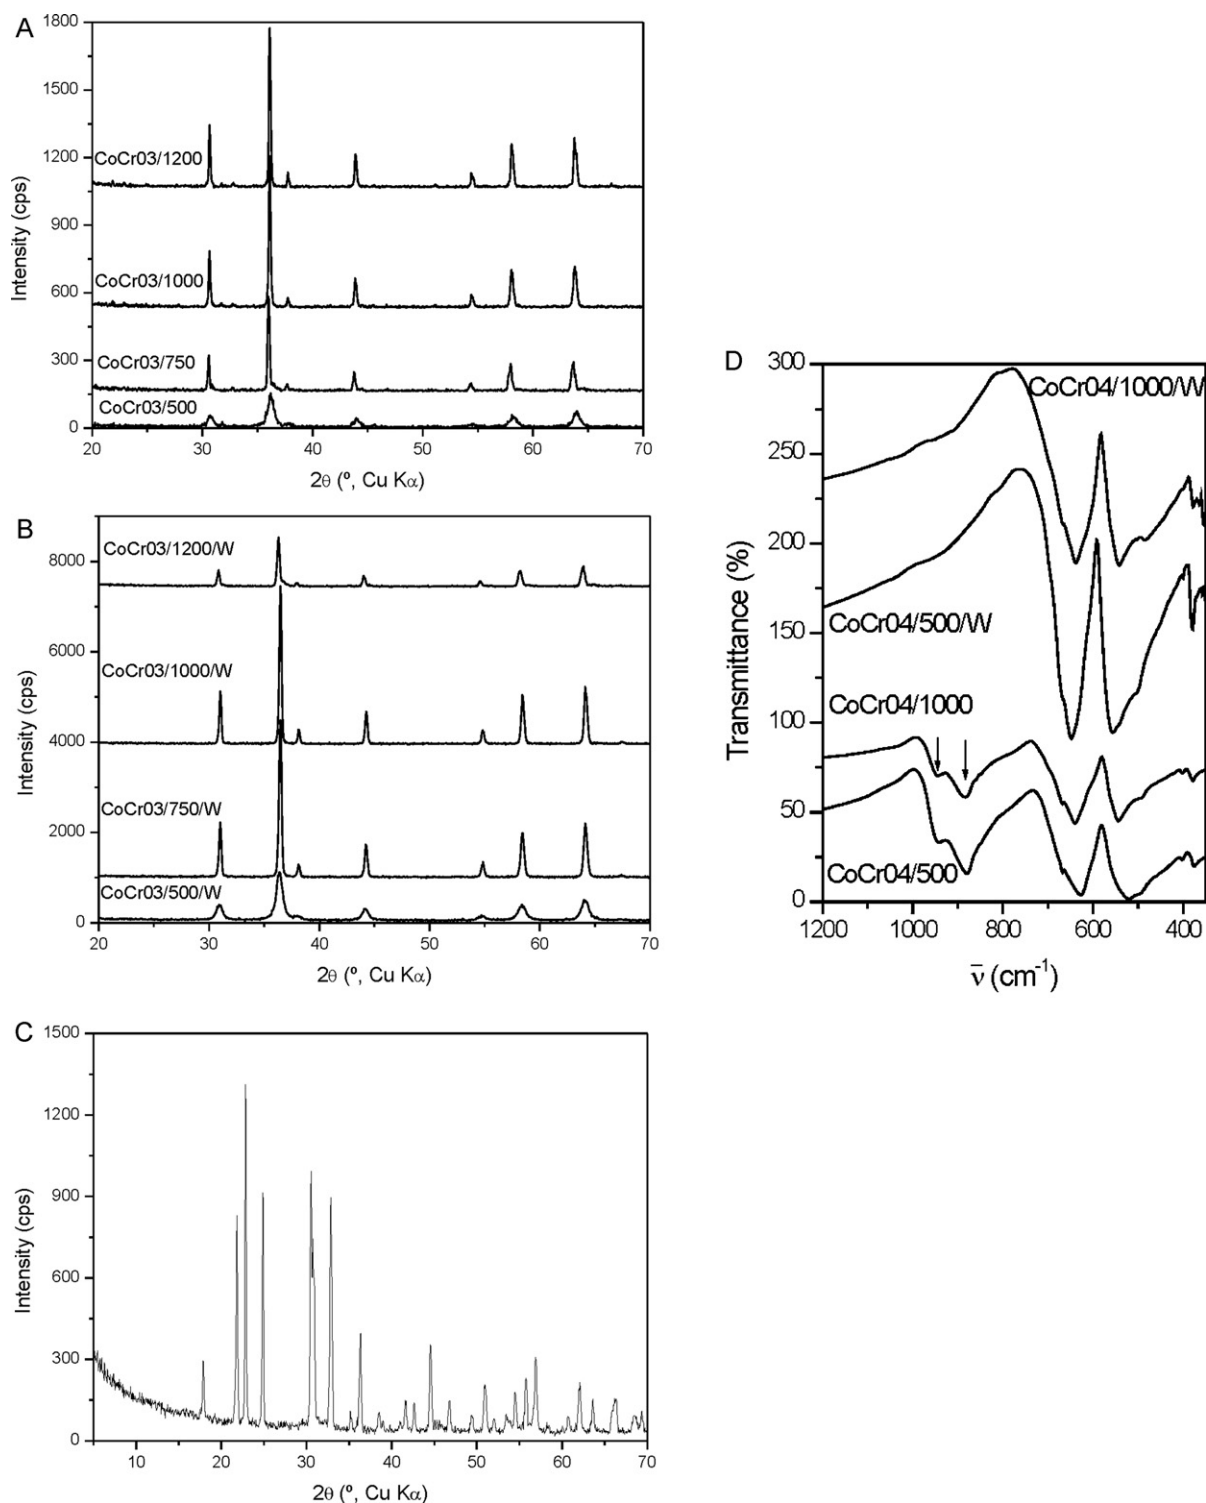 A
1800
1500
1200
900
600
300
0
Intensity (cps)
CoCr03/1200
CoCr03/1000
CoCr03/750
CoCr03/500
20 30 40 50 60 70
2θ (º, Cu Kα)
B
8000
6000
4000
2000
0
Intensity (cps)
CoCr03/1200/W
CoCr03/1000/W
CoCr03/750/W
CoCr03/500/W
20 30 40 50 60 70
2θ (º, Cu Kα)
C
1500
1200
900
600
300
0
Intensity (cps)
10 20 30 40 50 60 70
2θ (º, Cu Kα)
D
300
250
200
150
100
50
0
Transmittance (%)
CoCr04/1000/W
CoCr04/500/W
CoCr04/1000
CoCr04/500
1200 1000 800 600 400
ν̄ (cm⁻¹)